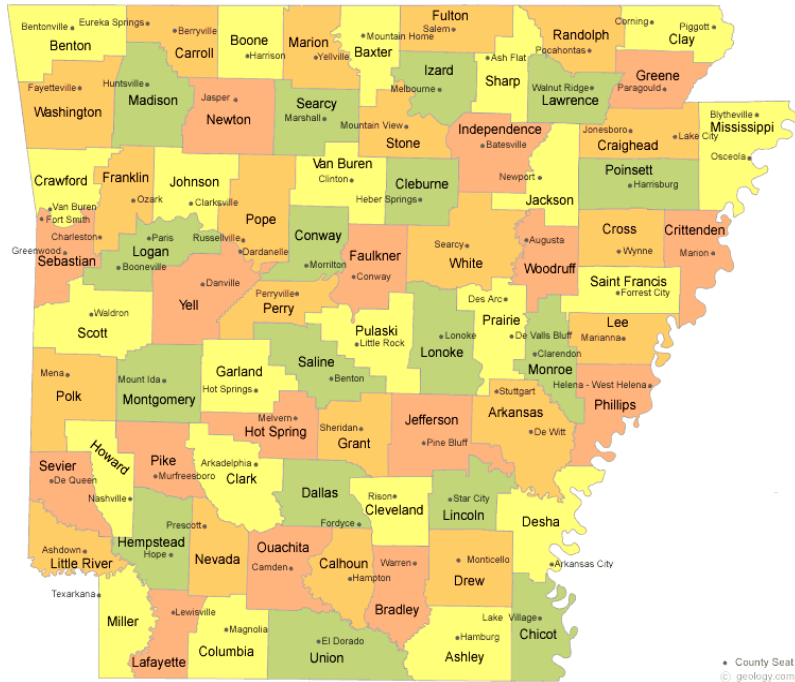 Bentonville
Eureka Springs
Benton
Berryville
Carroll
Boone
Harrison
Marion
Yellville
Mountain Home
Baxter
Fulton
Salem
Ash Flat
Sharp
Randolph
Pocahontas
Corning
Piggott
Clay
Fayetteville
Washington
Huntsville
Madison
Jasper
Newton
Searcy
Marshall
Izard
Melbourne
Walnut Ridge
Lawrence
Greene
Paragould
Mountain View
Stone
Independence
Batesville
Jonesboro
Lake City
Craighead
Blytheville
Mississippi
Osceola
Crawford
Van Buren
Franklin
Ozark
Johnson
Clarksville
Pope
Russellville
Van Buren
Clinton
Cleburne
Heber Springs
Newport
Jackson
Poinsett
Harrisburg
Fort Smith
Greenwood
Sebastian
Charleston
Paris
Logan
Booneville
Dardanelle
Conway
Morrilton
Faulkner
Conway
Searcy
White
Augusta
Woodruff
Cross
Wynne
Crittenden
Marion
Danville
Yell
Perryville
Perry
Saint Francis
Forrest City
Waldron
Scott
Pulaski
Little Rock
Lonoke
Lonoke
Des Arc
Prairie
De Valls Bluff
Clarendon
Monroe
Lee
Marianna
Helena - West Helena
Phillips
Mena
Polk
Mount Ida
Montgomery
Garland
Hot Springs
Saline
Benton
Melvern
Hot Spring
Sheridan
Grant
Jefferson
Pine Bluff
Stuttgart
Arkansas
De Witt
Sevier
De Queen
Howard
Nashville
Pike
Murfreesboro
Arkadelphia
Clark
Dallas
Fordyce
Rison
Cleveland
Star City
Lincoln
Desha
Arkansas City
Ashdown
Little River
Hempstead
Hope
Prescott
Nevada
Ouachita
Camden
Calhoun
Hampton
Warren
Bradley
Monticello
Drew
Texarkana
Miller
Lewisville
Lafayette
Magnolia
Columbia
El Dorado
Union
Hamburg
Ashley
Lake Village
Chicot
County Seat
© geology.com